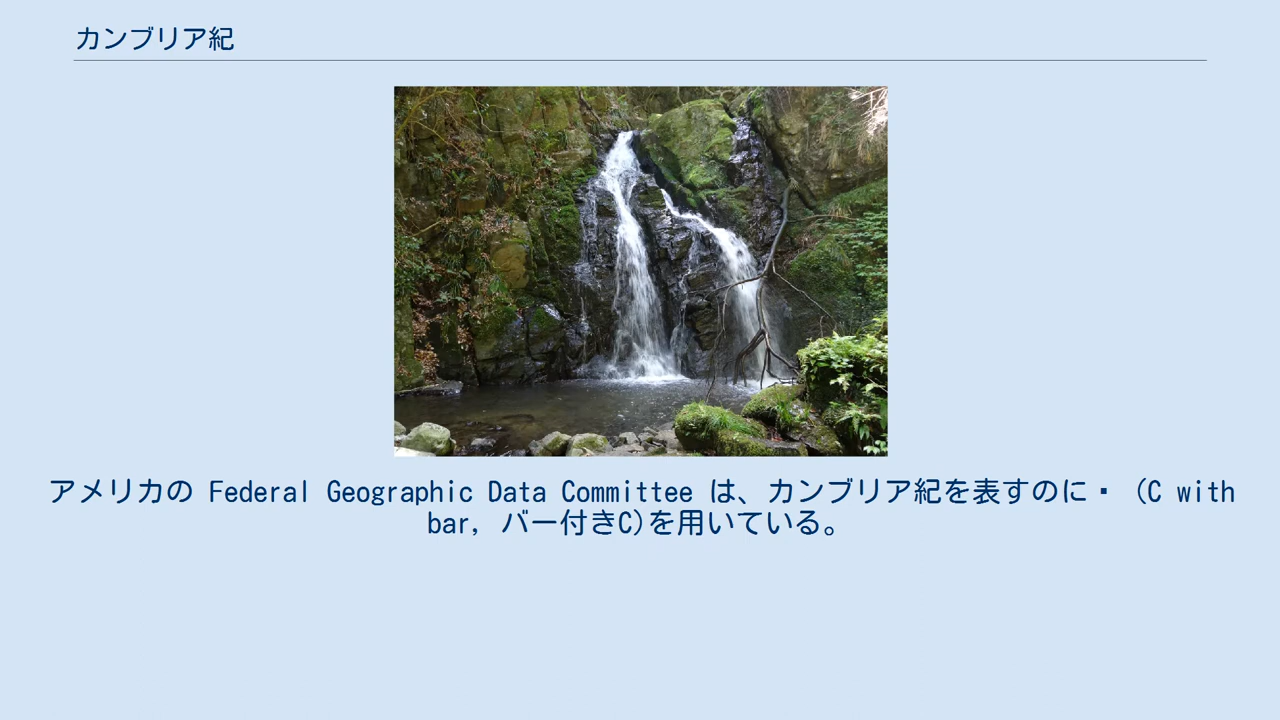 カンブリア紀
アメリカの Federal Geographic Data Committee は、カンブリア紀を表すのに▪ (C with
bar, バー付きC)を用いている。